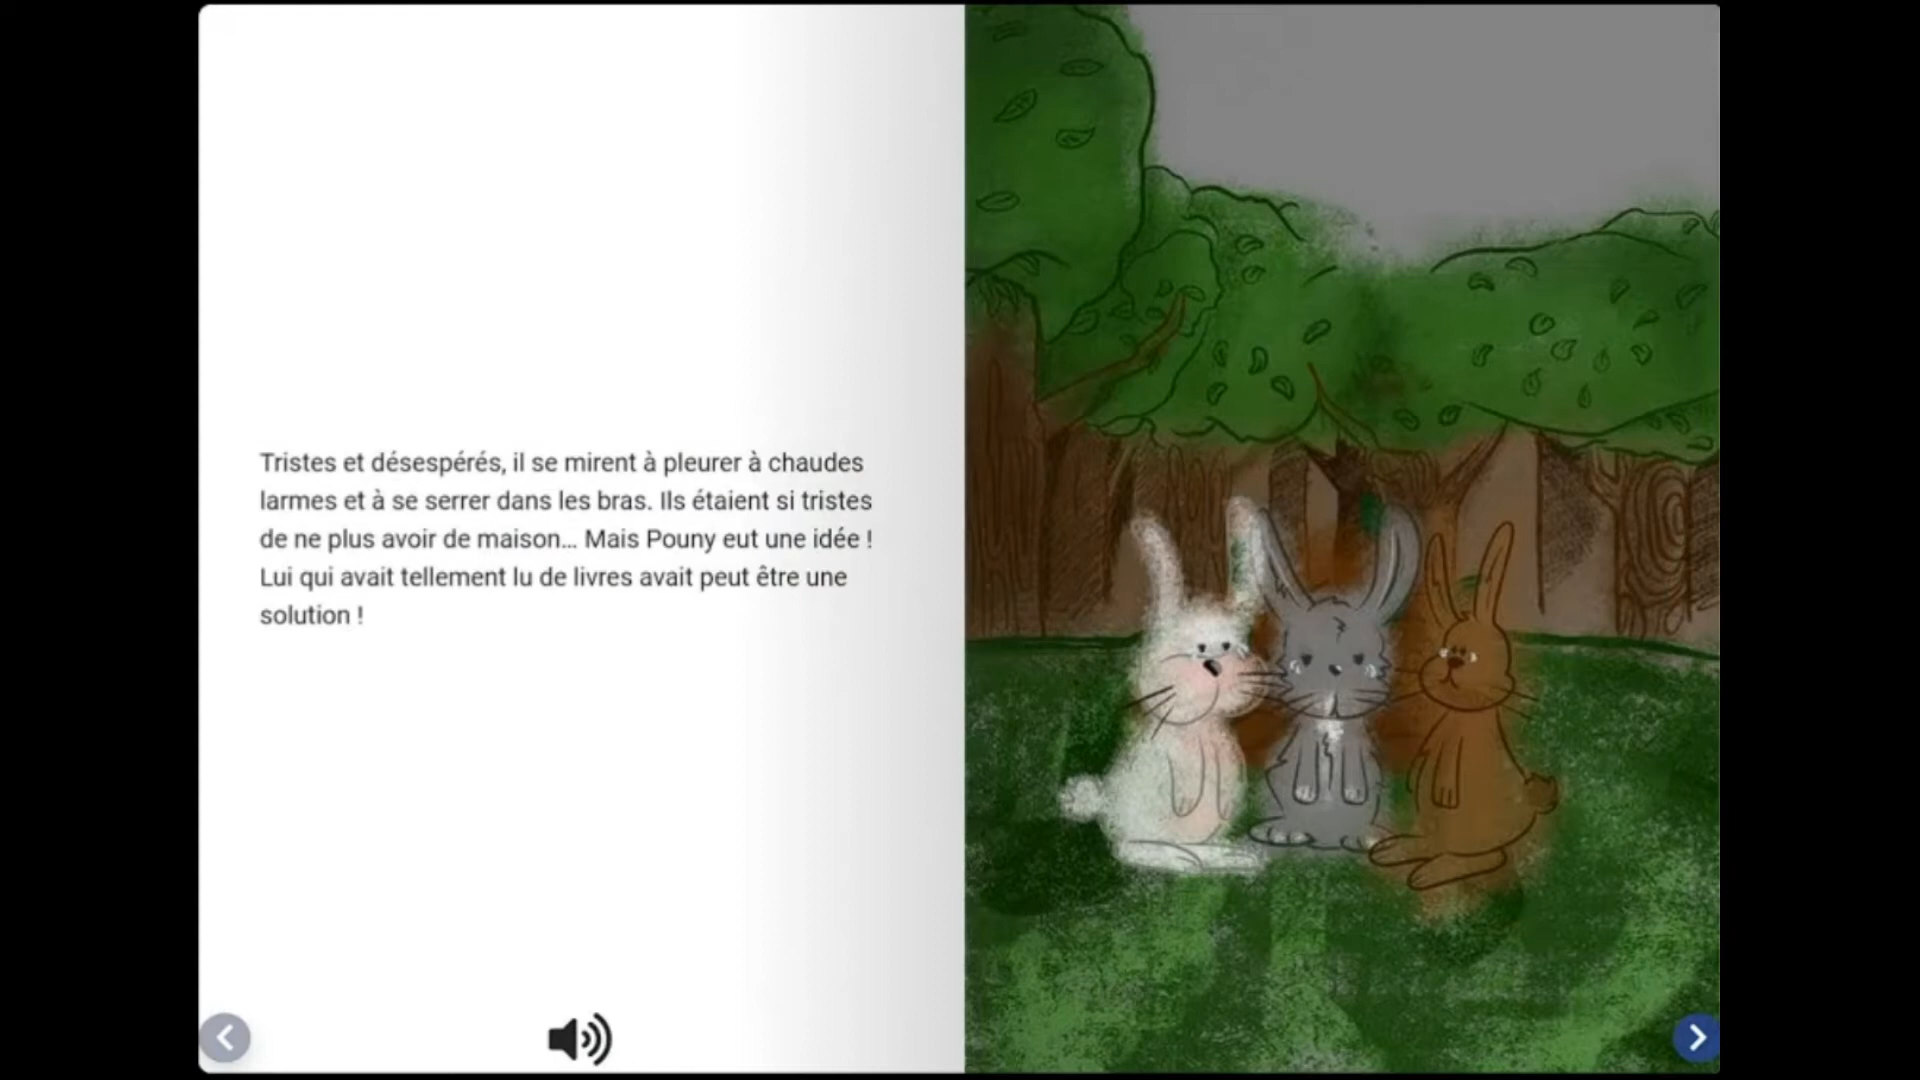 Tristes et désespérés, il se mirent à pleurer à chaudes
larmes et à se serrer dans les bras. Ils étaient si tristes
de ne plus avoir de maison... Mais Pouny eut une idée !
Lui qui avait tellement lu de livres avait peut être une
solution !